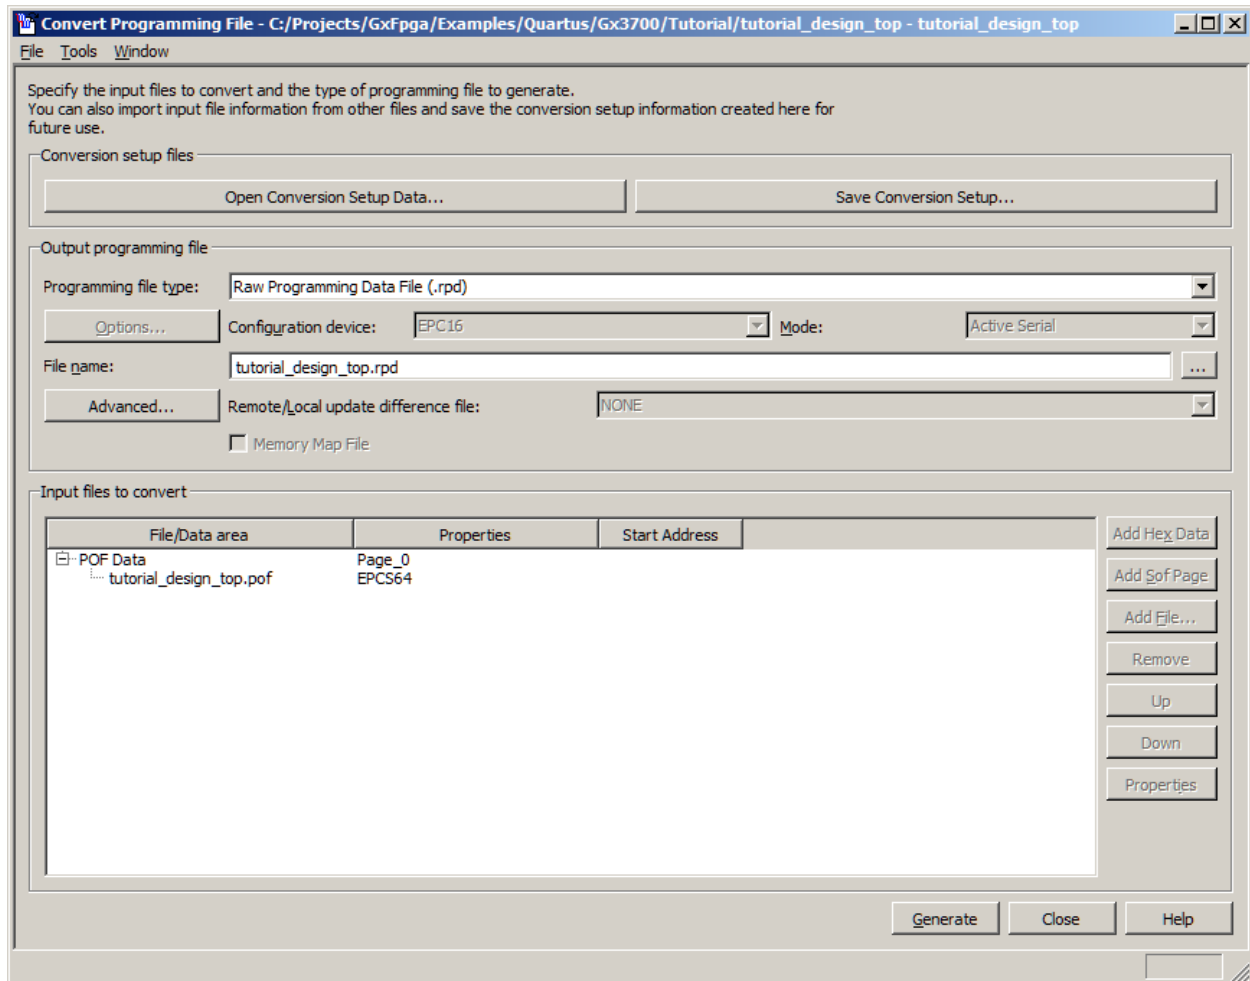 Convert Programming File - C:/Projects/GxFpga/Examples/Quartus/Gx3700/Tutorial/tutorial_design_top - tutorial_design_top
File Tools Window
Specify the input files to convert and the type of programming file to generate.
You can also import input file information from other files and save the conversion setup information created here for
future use.
Conversion setup files
Open Conversion Setup Data... Save Conversion Setup...
Output programming file
Programming file type: Raw Programming Data File (.rpd)
Options... Configuration device: EPC16 Mode: Active Serial
File name: tutorial_design_top.rpd ...
Advanced... Remote/Local update difference file: NONE
Memory Map File
Input files to convert
File/Data area Properties Start Address
Add Hex Data
POF Data Page_0
tutorial_design_top.pof EPCS64
Add Sof Page
Add File...
Remove
Up
Down
Properties
Generate Close Help